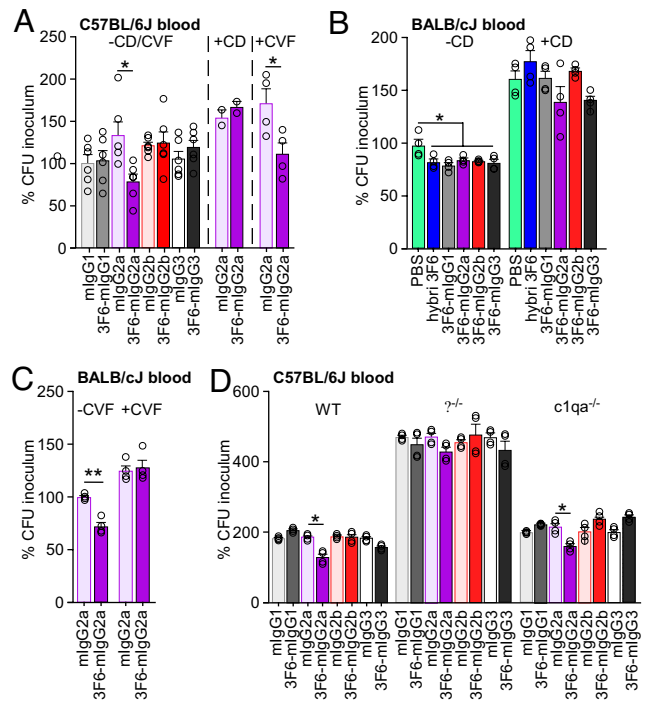 A
C57BL/6J blood
-CD/CVF
+CD
+CVF
% CFU inoculum
250
200
150
100
50
0
*
*
mIgG1
3F6-mIgG1
mIgG2a
3F6-mIgG2a
mIgG2b
3F6-mIgG2b
mIgG3
3F6-mIgG3
mIgG2a
3F6-mIgG2a
mIgG2a
3F6-mIgG2a
B
BALB/cJ blood
-CD
+CD
% CFU inoculum
200
150
100
50
0
*
PBS
hybri 3F6
3F6-mIgG1
3F6-mIgG2a
3F6-mIgG2b
3F6-mIgG3
PBS
hybri 3F6
3F6-mIgG1
3F6-mIgG2a
3F6-mIgG2b
3F6-mIgG3
C
BALB/cJ blood
-CVF
+CVF
% CFU inoculum
200
150
100
50
0
**
mIgG2a
3F6-mIgG2a
mIgG2a
3F6-mIgG2a
D
C57BL/6J blood
WT
?-/-
c1qa-/-
% CFU inoculum
600
400
200
0
*
*
mIgG1
3F6-mIgG1
mIgG2a
3F6-mIgG2a
mIgG2b
3F6-mIgG2b
mIgG3
3F6-mIgG3
mIgG1
3F6-mIgG1
mIgG2a
3F6-mIgG2a
mIgG2b
3F6-mIgG2b
mIgG3
3F6-mIgG3
mIgG1
3F6-mIgG1
mIgG2a
3F6-mIgG2a
mIgG2b
3F6-mIgG2b
mIgG3
3F6-mIgG3